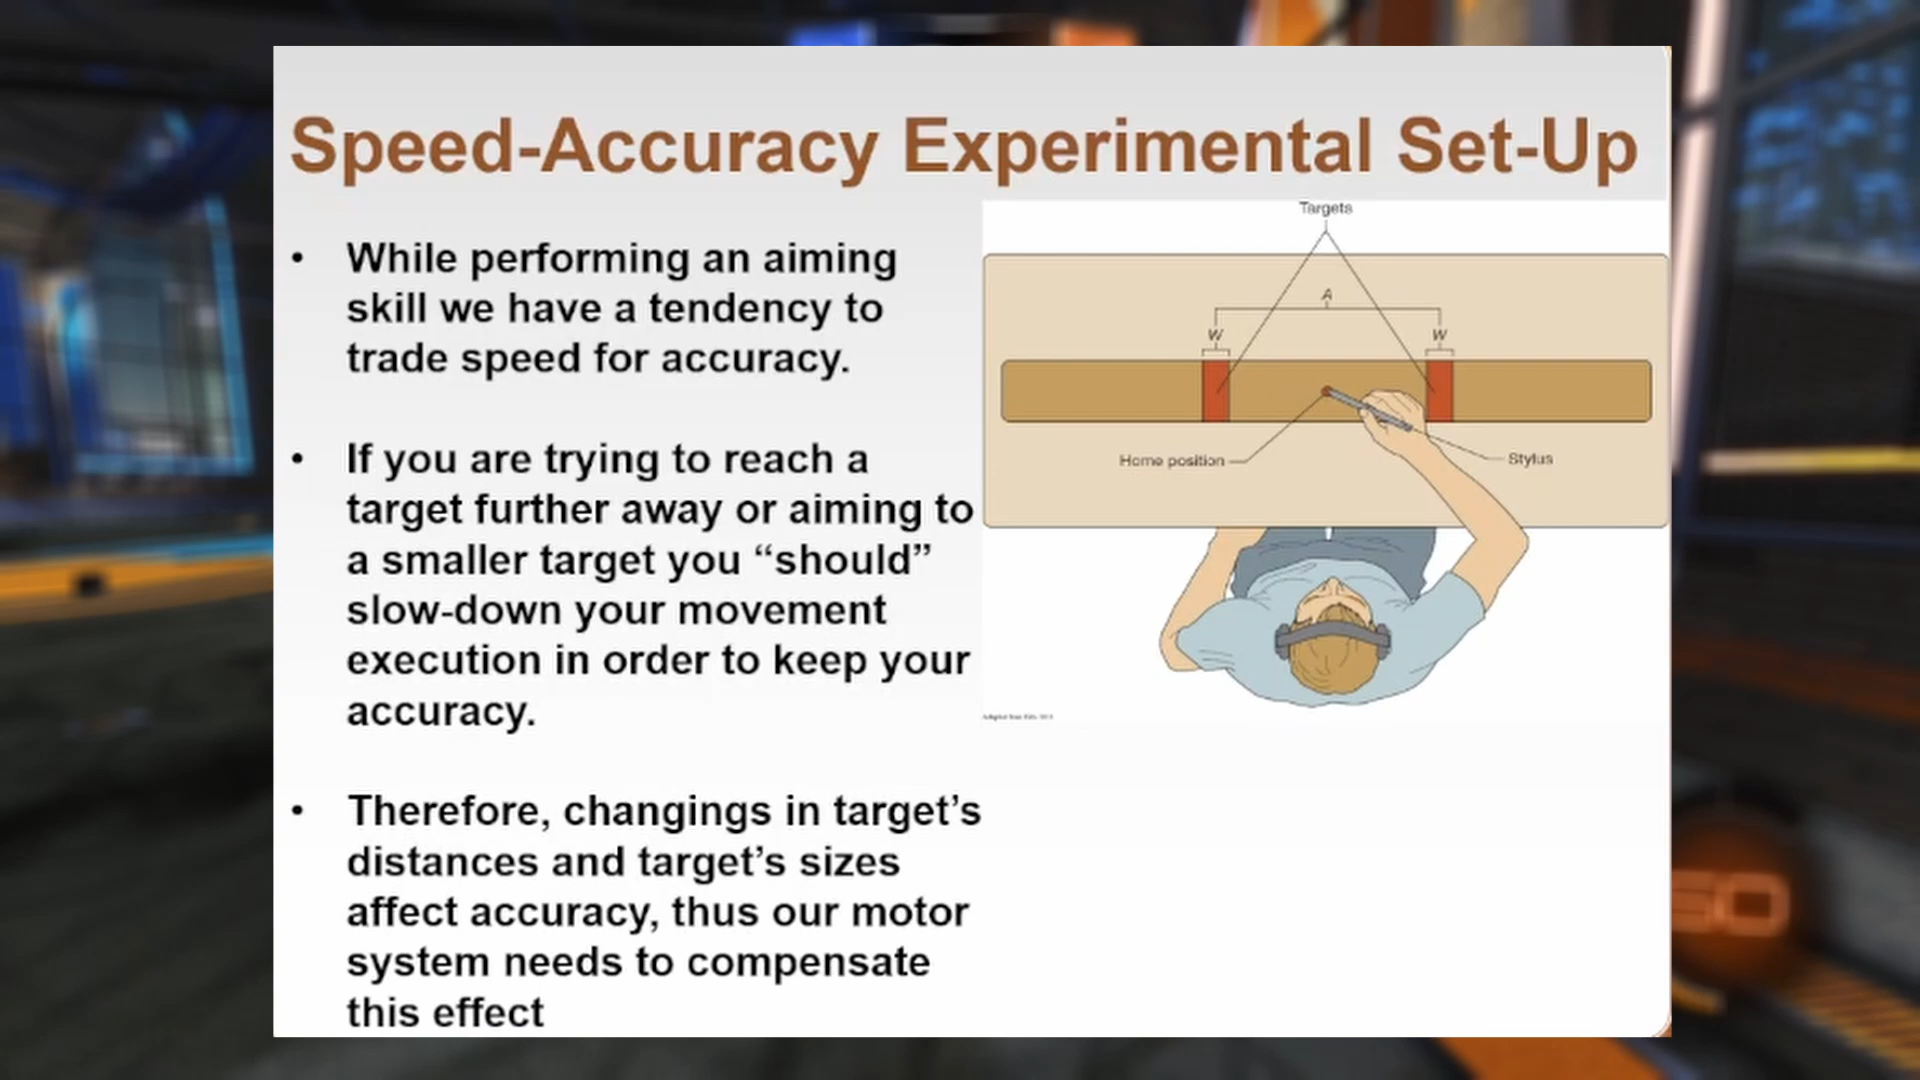 Speed-Accuracy Experimental Set-Up
• While performing an aiming
skill we have a tendency to
trade speed for accuracy.
• If you are trying to reach a
target further away or aiming to
a smaller target you “should”
slow-down your movement
execution in order to keep your
accuracy.
• Therefore, changings in target’s
distances and target’s sizes
affect accuracy, thus our motor
system needs to compensate
this effect
Targets
A
W W
Home position
Stylus